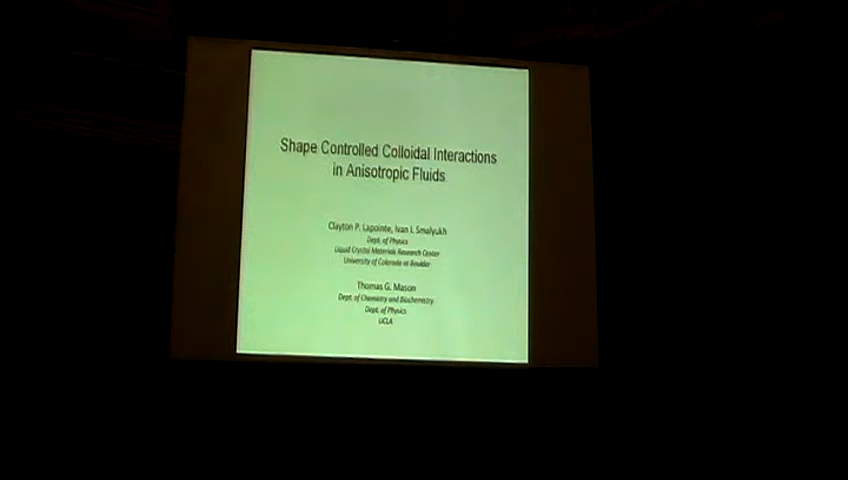 Shape Controlled Colloidal Interactions
in Anisotropic Fluids
Clayton P. Lapointe, Ivan I. Smalyukh
Dept. of Physics
Liquid Crystal Materials Research Center
University of Colorado at Boulder
Thomas G. Mason
Dept. of Chemistry and Biochemistry
Dept. of Physics
UCLA